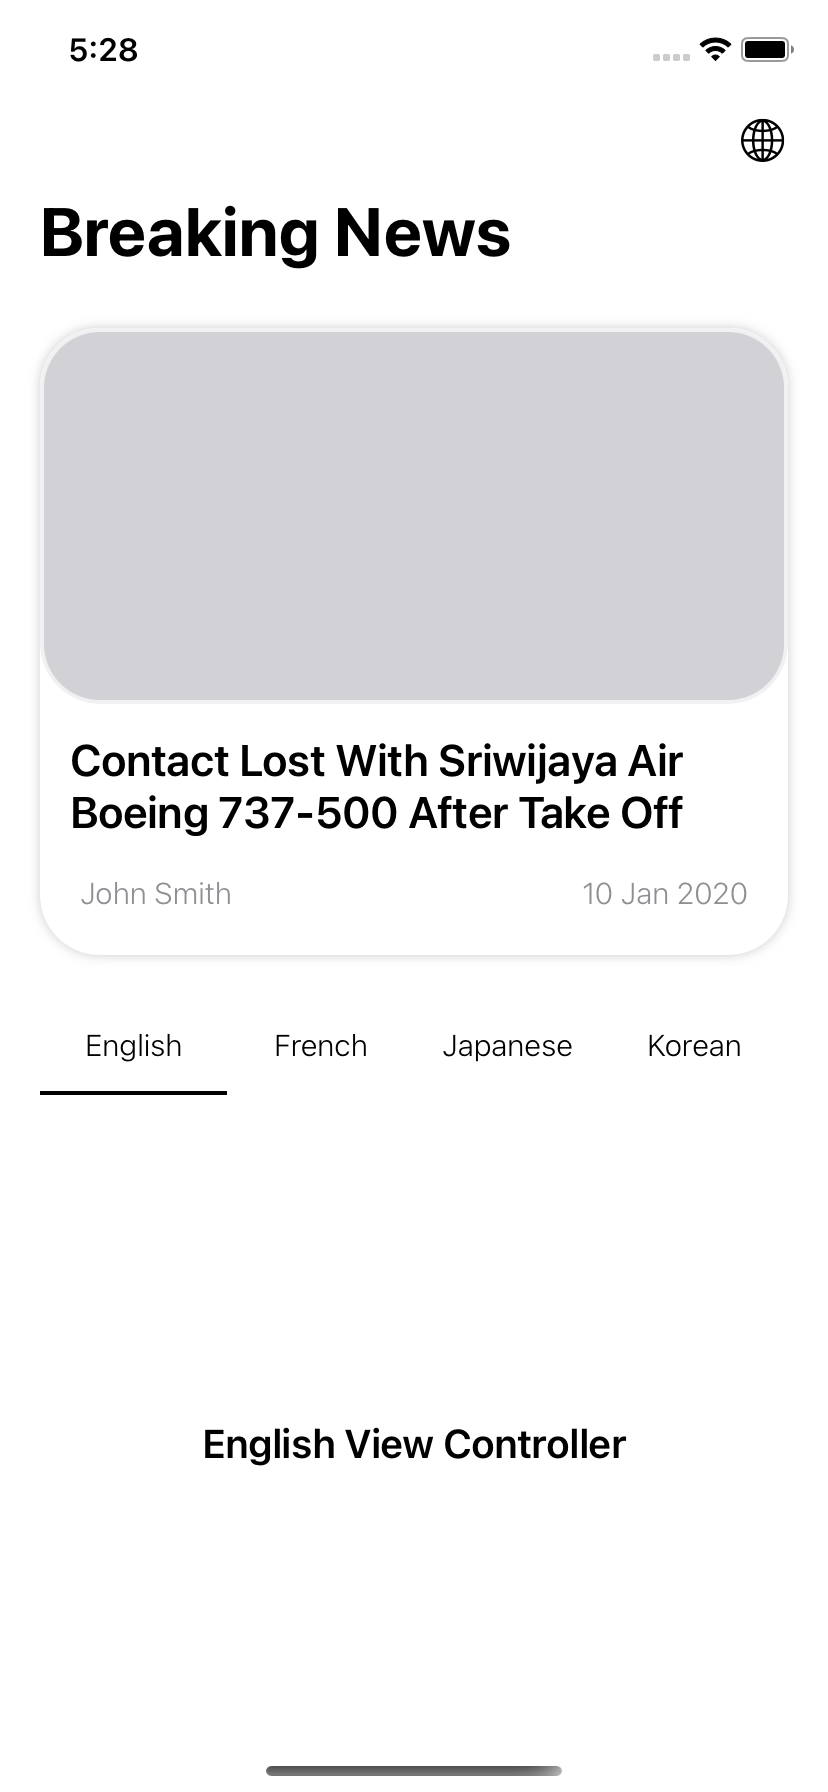 5:28
Breaking News
Contact Lost With Sriwijaya Air
Boeing 737-500 After Take Off
John Smith 10 Jan 2020
English French Japanese Korean
English View Controller